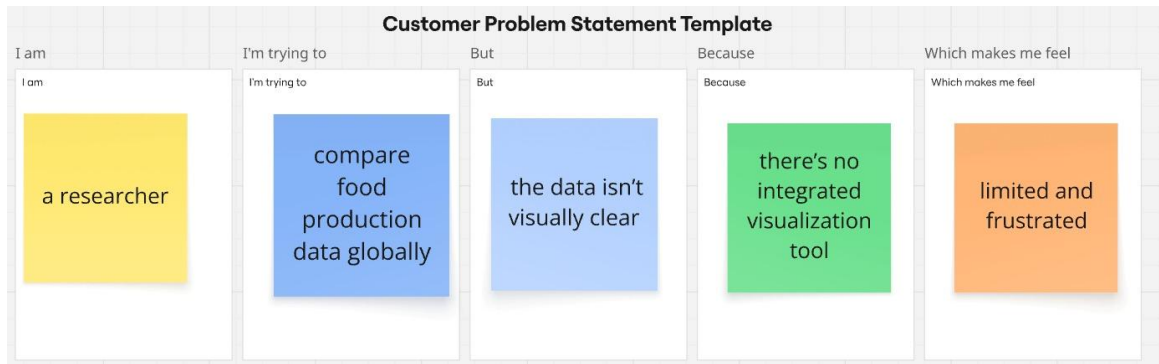 Customer Problem Statement Template
I am
I'm trying to
But
Because
Which makes me feel
I am
I'm trying to
But
Because
Which makes me feel
a researcher
compare
food
production
data globally
the data isn’t
visually clear
there’s no
integrated
visualization
tool
limited and
frustrated